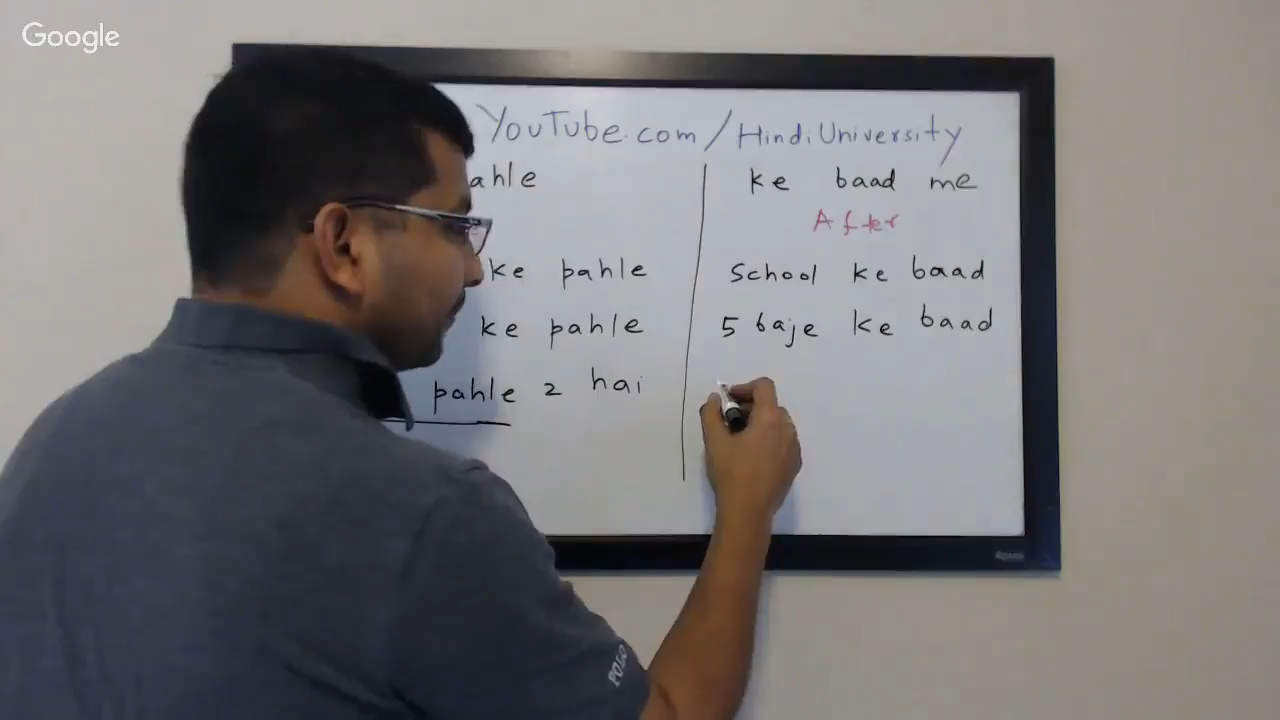 Google
YouTube.com/HindiUniversity
ahle
ke pahle
ke pahle
pahle 2 hai
ke baad me
After
School ke baad
5 baje ke baad
POLO